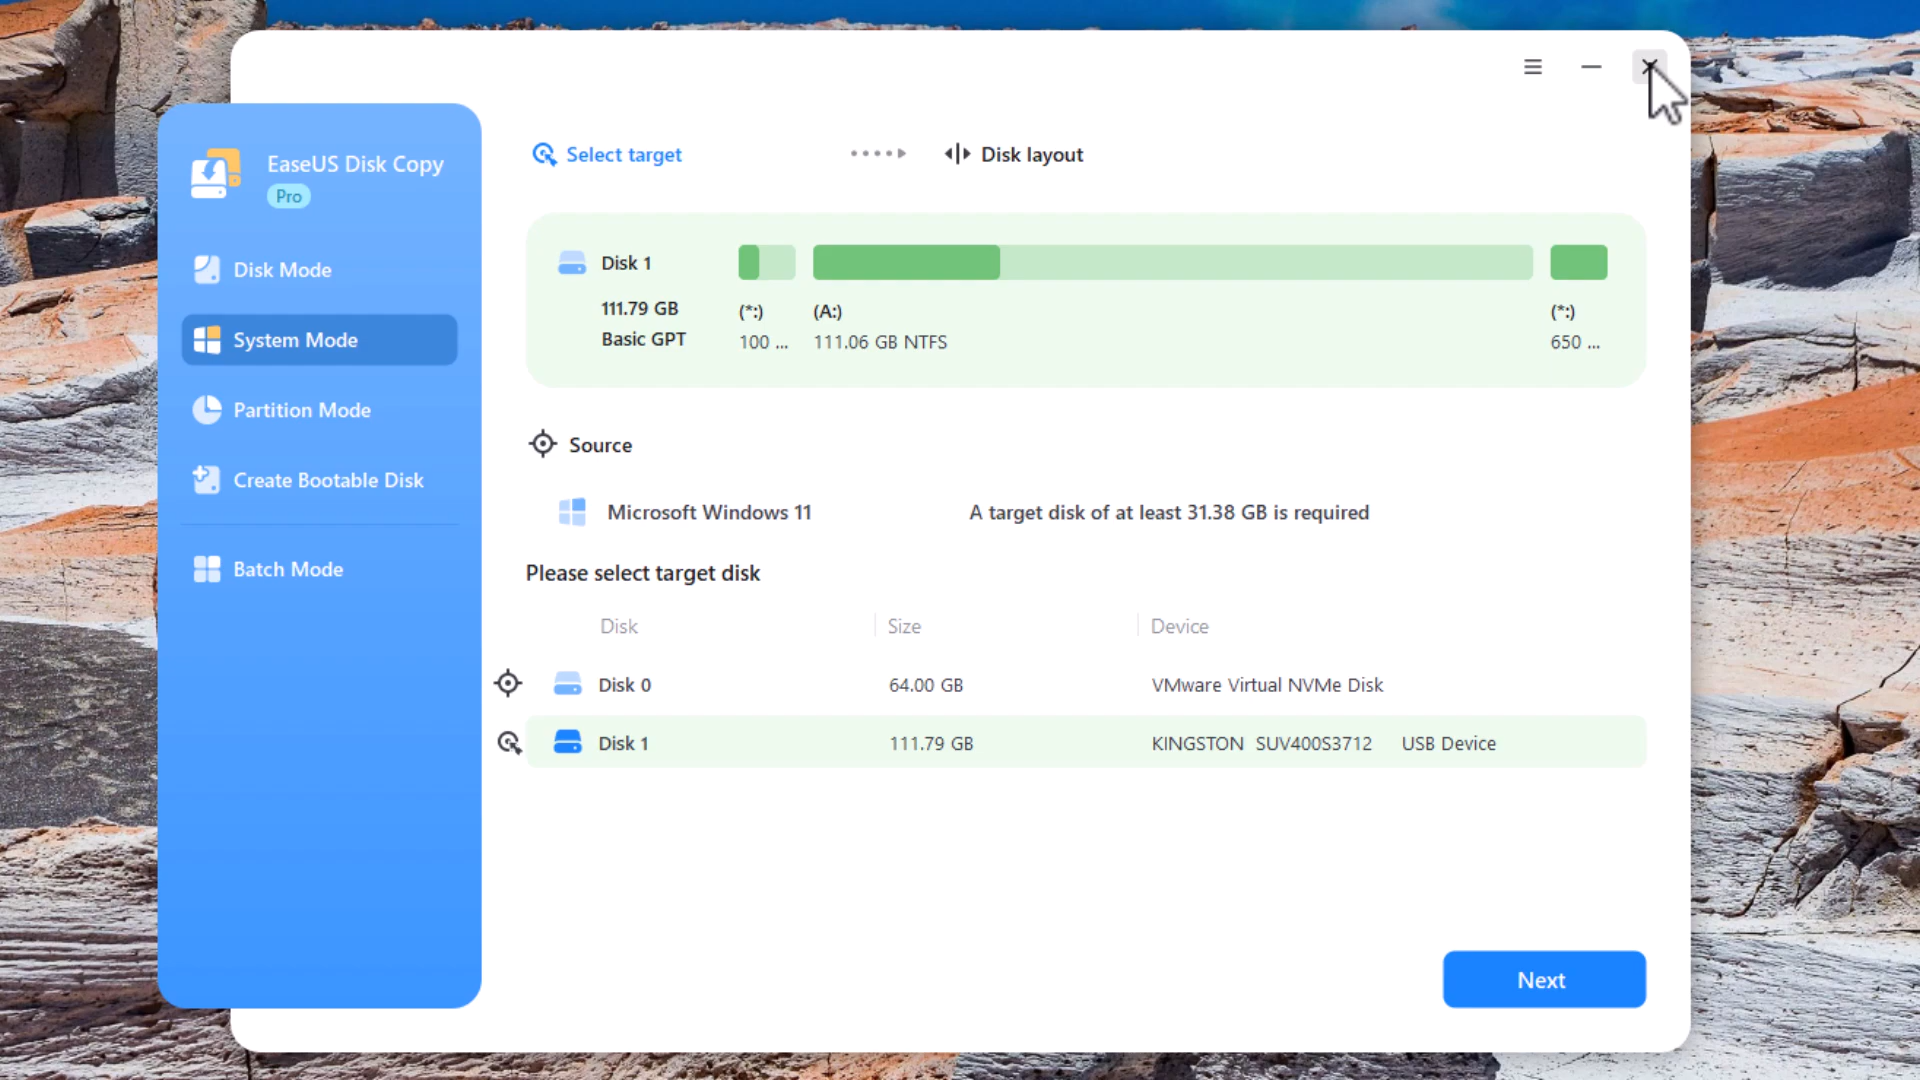 EaseUS Disk Copy
Pro
Disk Mode
System Mode
Partition Mode
Create Bootable Disk
Batch Mode
Select target
Disk layout
Disk 1
111.79 GB
Basic GPT
(*:)
100 ...
(A:)
111.06 GB NTFS
(*:)
650 ...
Source
Microsoft Windows 11
A target disk of at least 31.38 GB is required
Please select target disk
Disk Size Device
Disk 0 64.00 GB VMware Virtual NVMe Disk
Disk 1 111.79 GB KINGSTON SUV400S3712 USB Device
Next